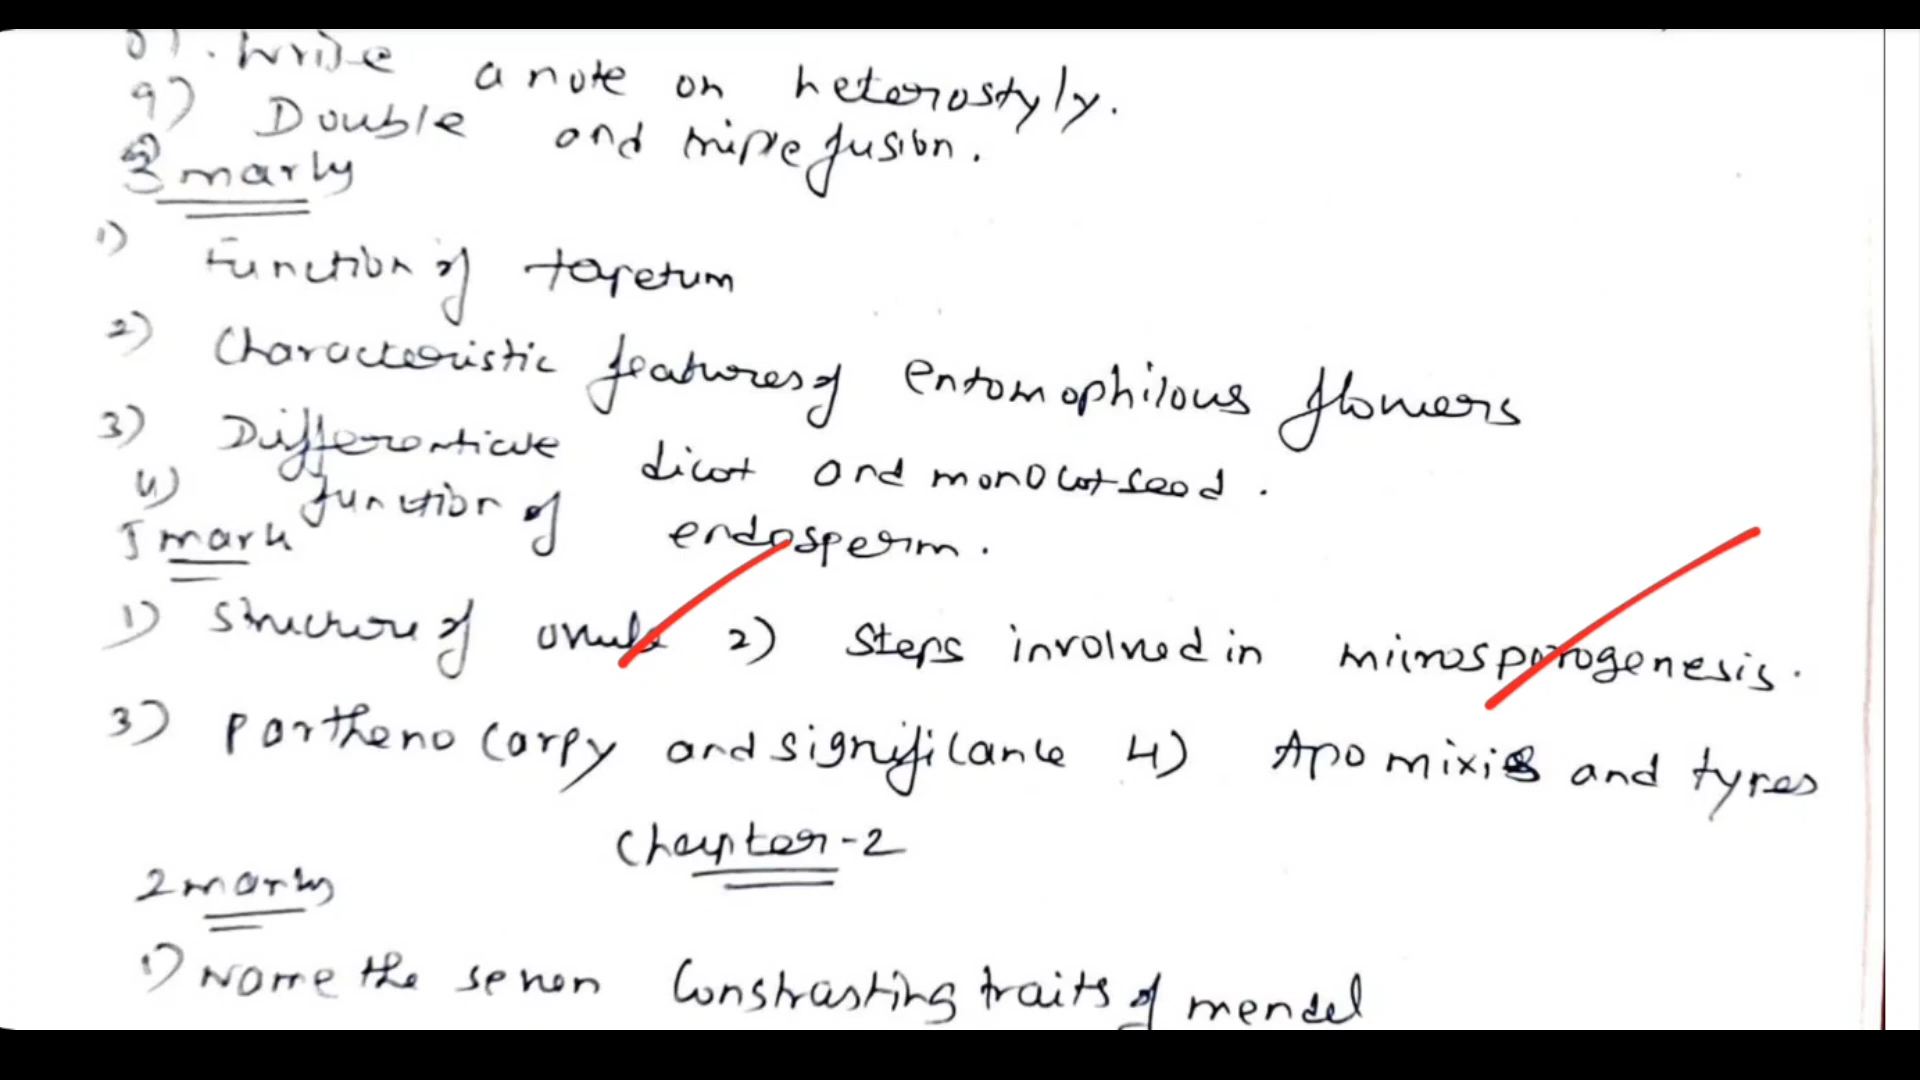 8). Write a note on heterostyly.
9) Double and triple fusion.
3 marks
1) Function of tapetum
2) Characteristic features of entomophilous flowers
3) Differentiate dicot and monocot seed.
4) function of endosperm.
5 mark
1) Structure of ovule 2) Steps involved in microsporogenesis.
3) Parthenocarpy and significance 4) Apomixis and types
Chapter-2
2 marks
1) Name the seven Constrasting traits of mendel